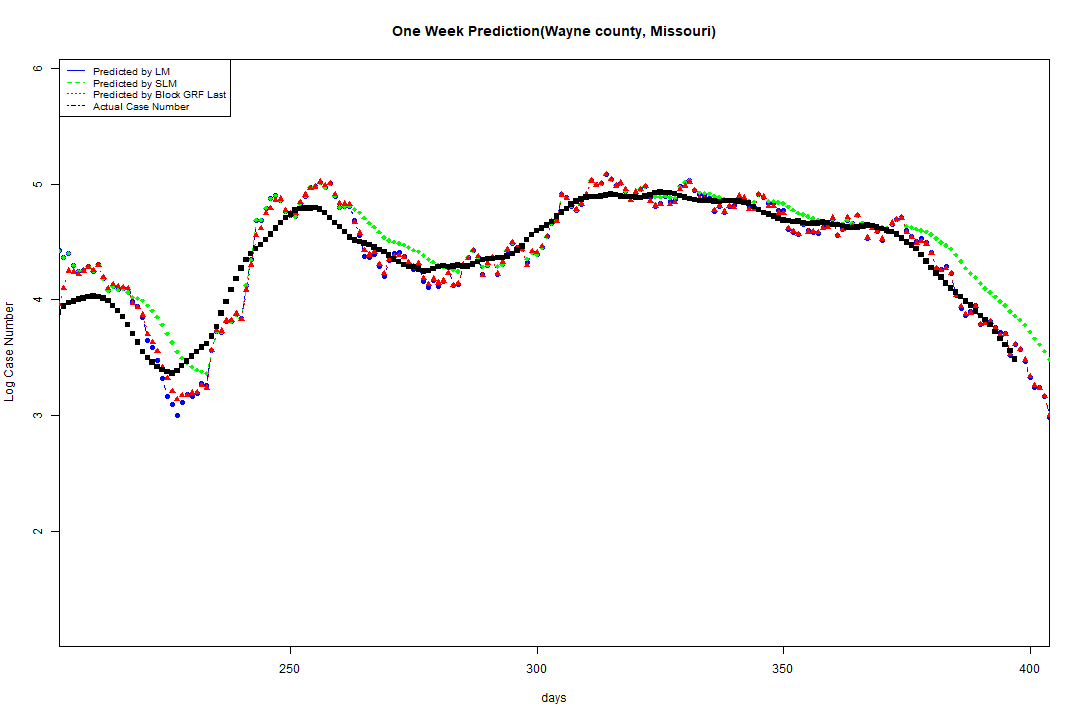 One Week Prediction(Wayne county, Missouri)
Predicted by LM
Predicted by SLM
Predicted by Block GRF Last
Actual Case Number
6
5
4
3
2
Log Case Number
250
300
350
400
days